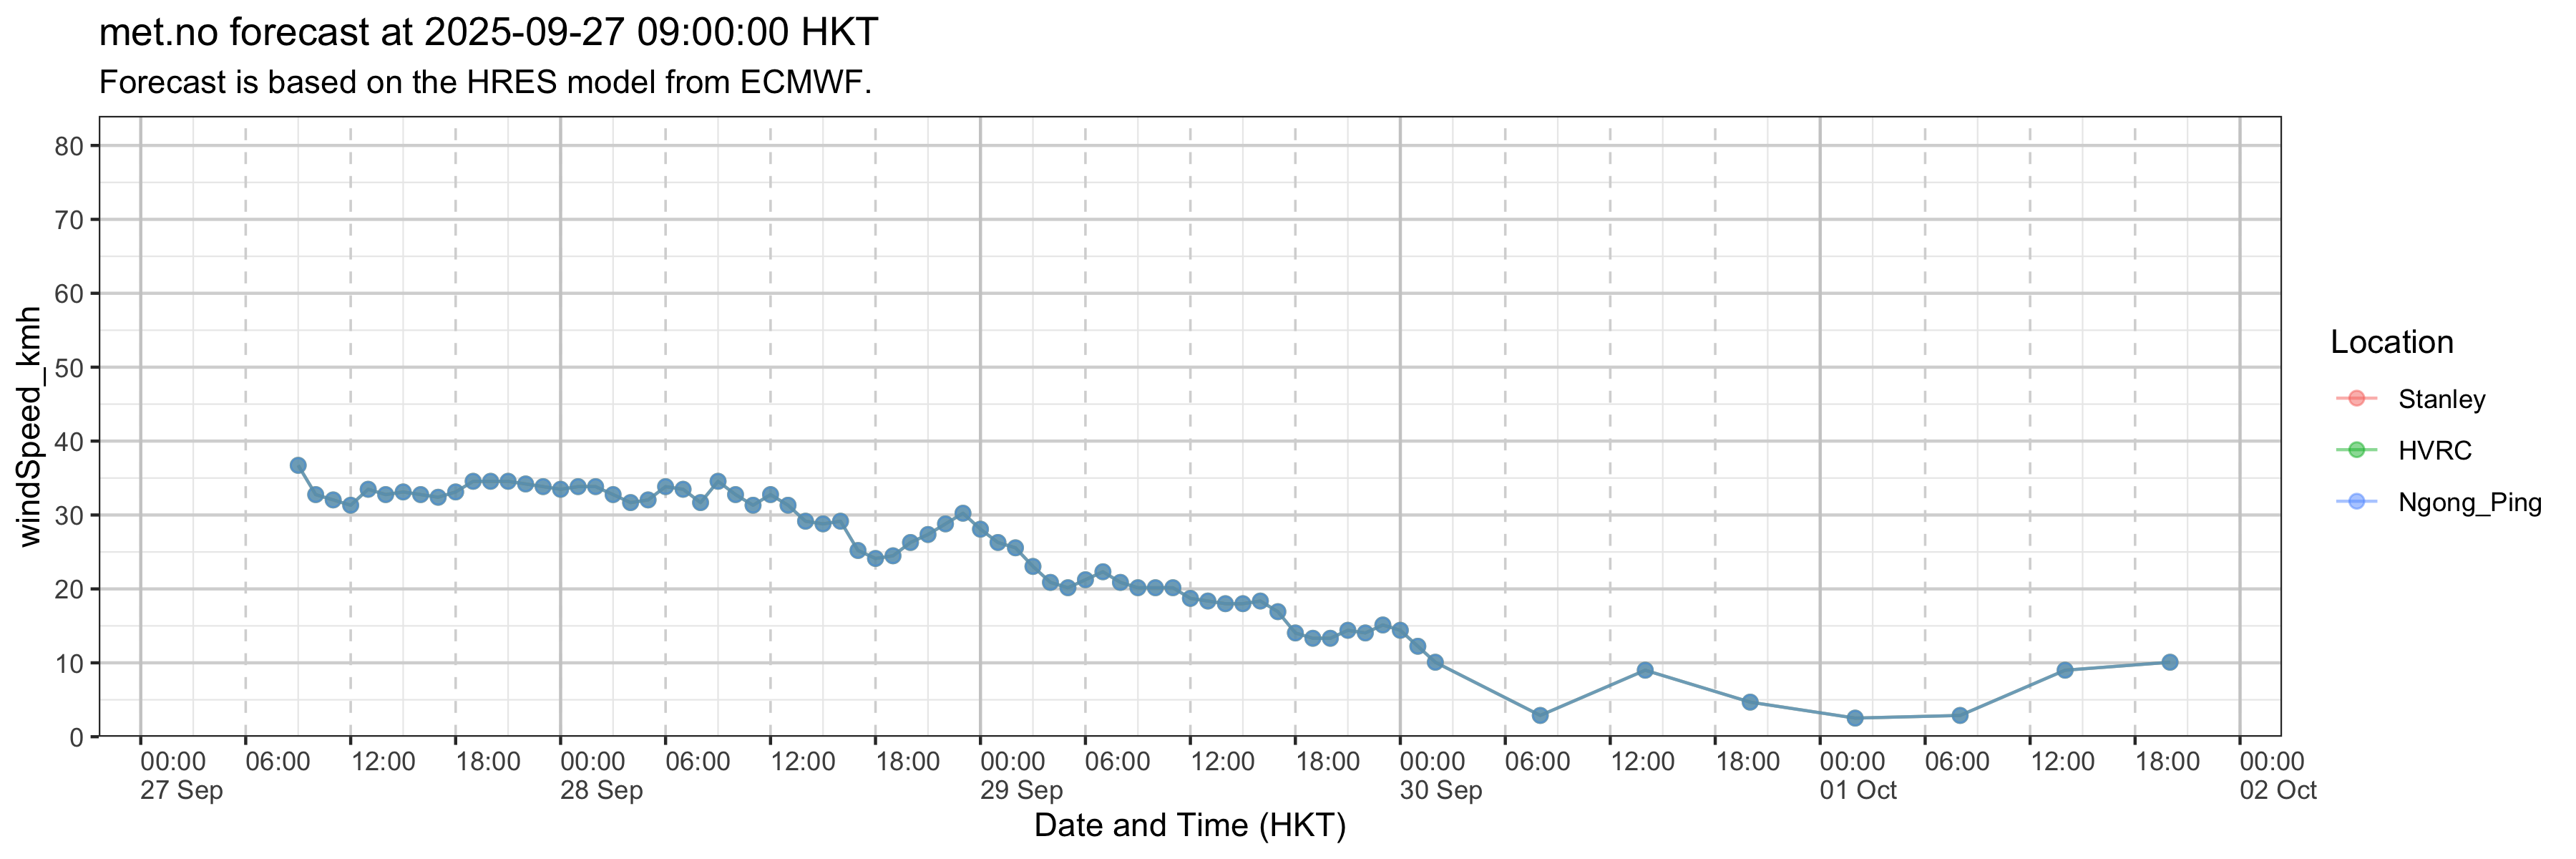 met.no forecast at 2025-09-27 09:00:00 HKT
Forecast is based on the HRES model from ECMWF.
windSpeed_kmh
80
70
60
50
40
30
20
10
0
00:00 06:00 12:00 18:00 00:00 06:00 12:00 18:00 00:00 06:00 12:00 18:00 00:00 06:00 12:00 18:00 00:00 06:00 12:00 18:00 00:00
27 Sep 28 Sep 29 Sep 30 Sep 01 Oct 02 Oct
Date and Time (HKT)
Location
Stanley
HVRC
Ngong_Ping